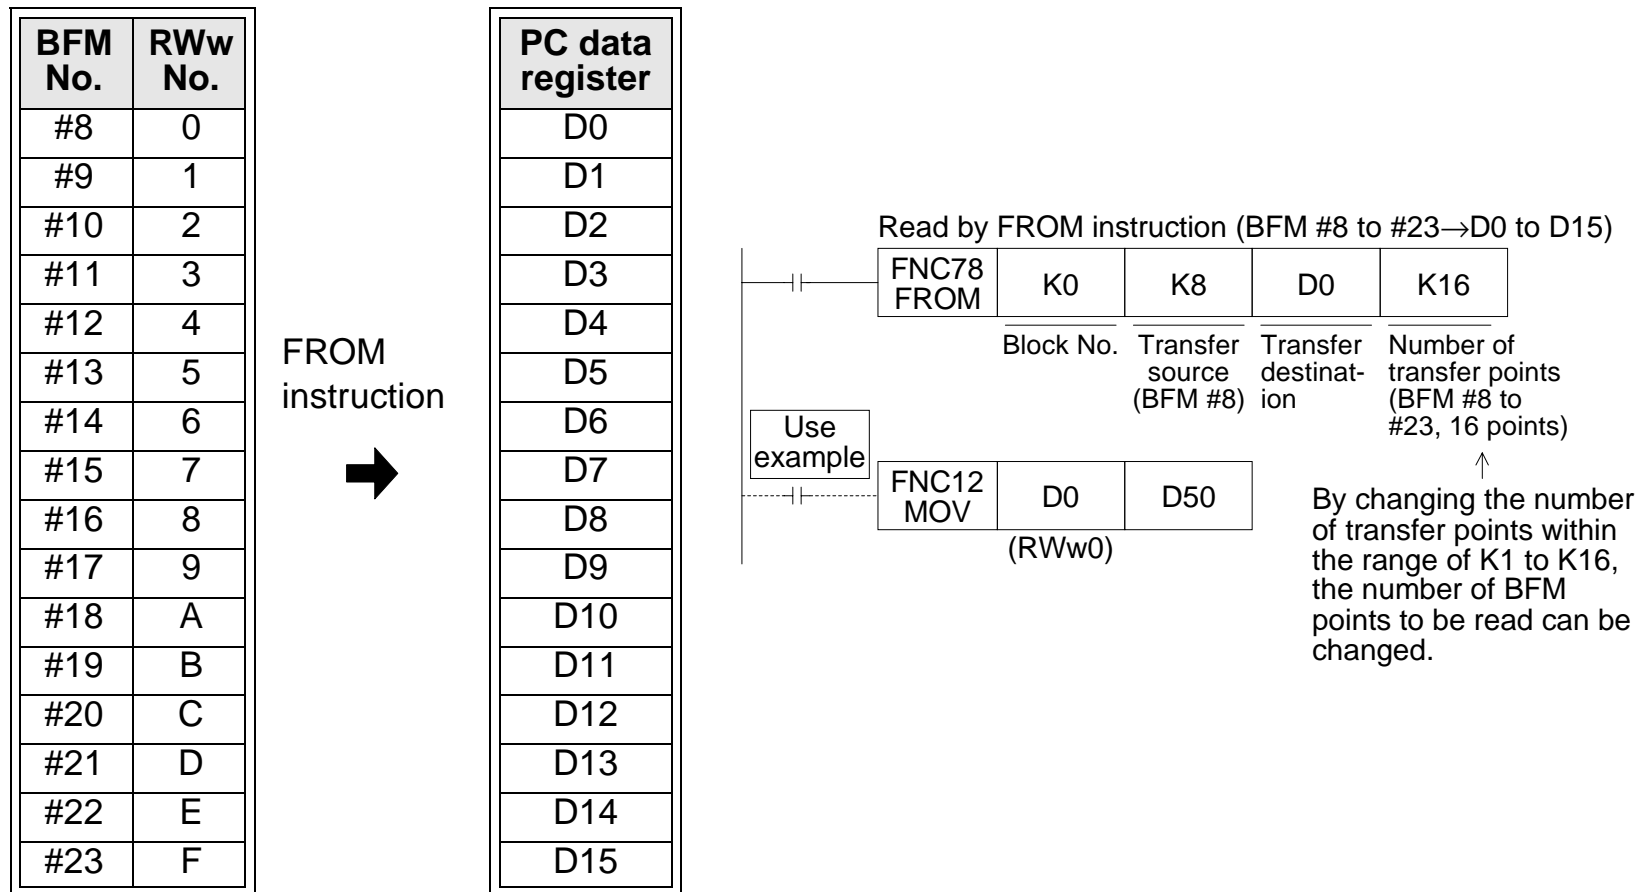 BFM No. RWw No.
#8 0
#9 1
#10 2
#11 3
#12 4
#13 5
#14 6
#15 7
#16 8
#17 9
#18 A
#19 B
#20 C
#21 D
#22 E
#23 F
FROM
instruction
PC data
register
D0
D1
D2
D3
D4
D5
D6
D7
D8
D9
D10
D11
D12
D13
D14
D15
Read by FROM instruction (BFM #8 to #23→D0 to D15)
FNC78
FROM
K0
K8
D0
K16
Block No.
Transfer
source
(BFM #8)
Transfer
destinat-
ion
Number of
transfer points
(BFM #8 to
#23, 16 points)
Use
example
FNC12
MOV
D0
D50
(RWw0)
By changing the number
of transfer points within
the range of K1 to K16,
the number of BFM
points to be read can be
changed.